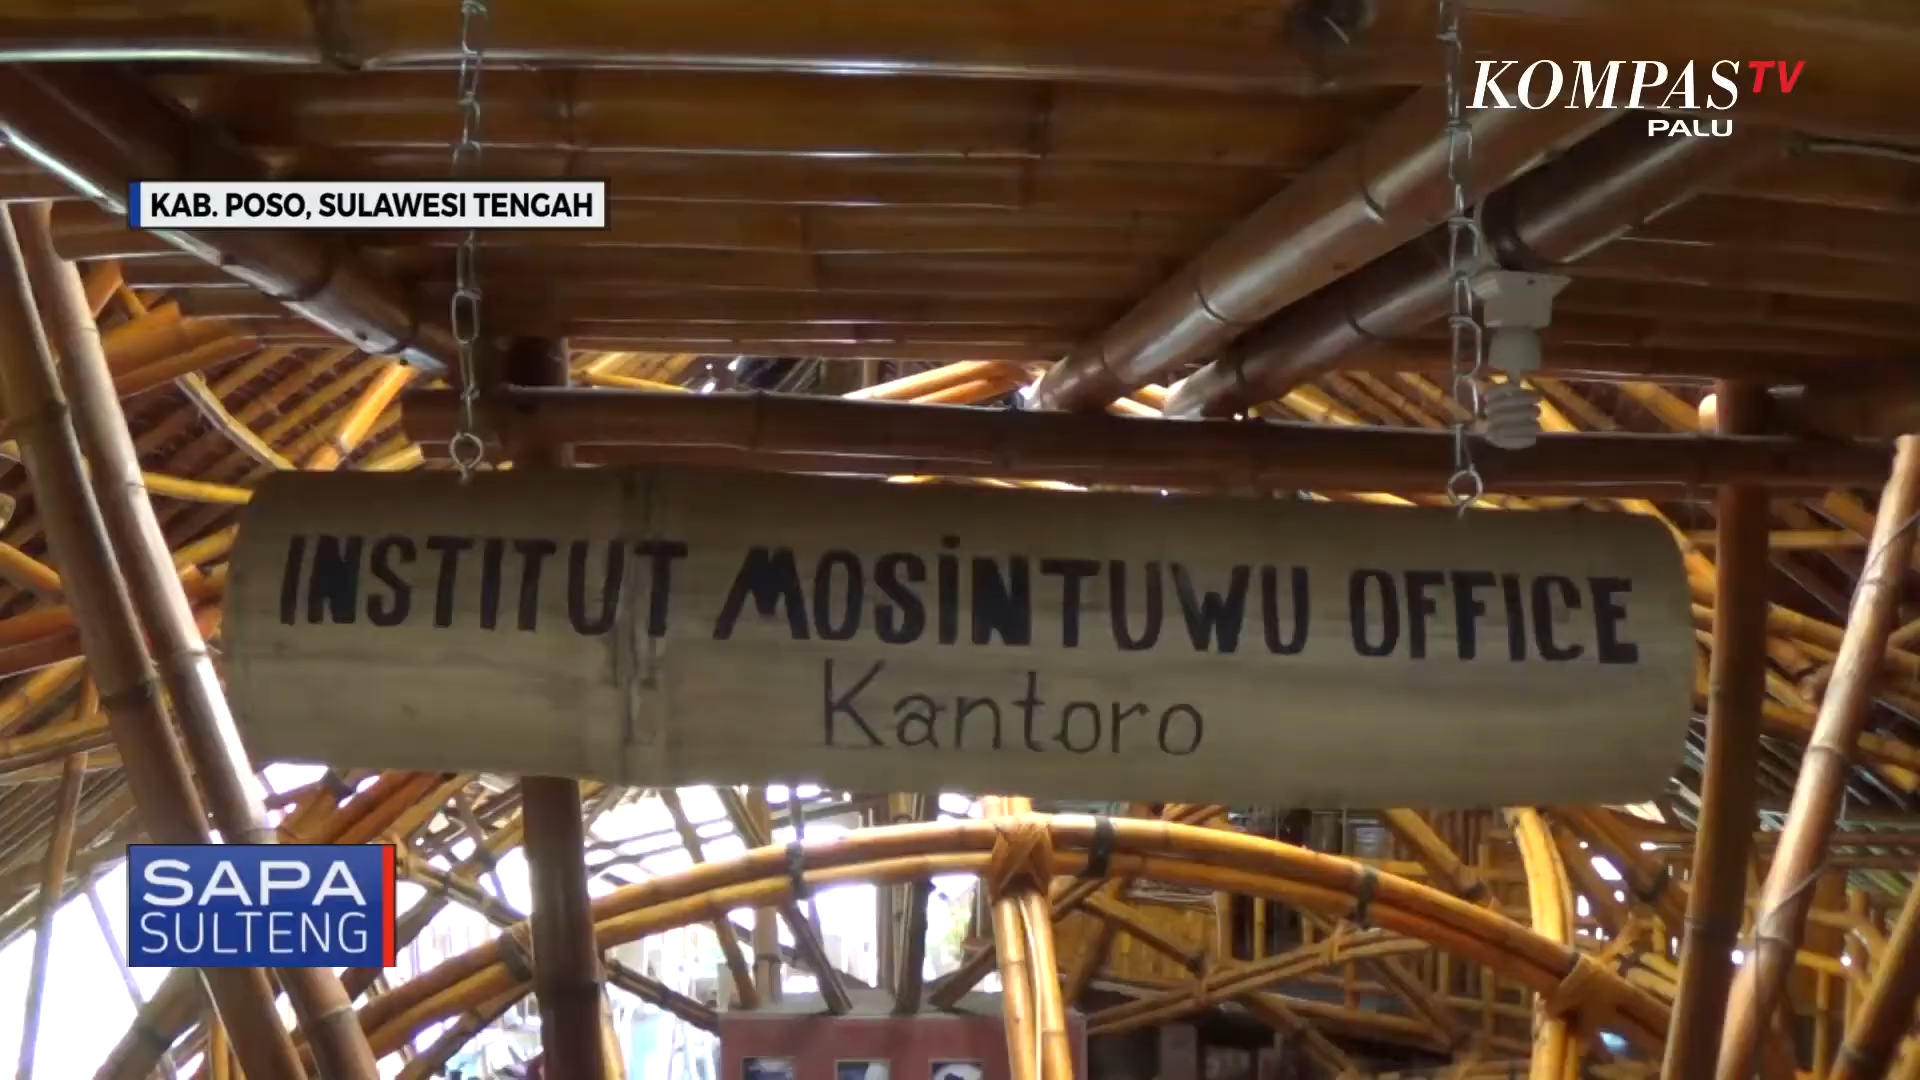 KOMPAS TV
PALU
KAB. POSO, SULAWESI TENGAH
INSTITUT MOSINTUWU OFFICE
Kantoro
SAPA
SULTENG